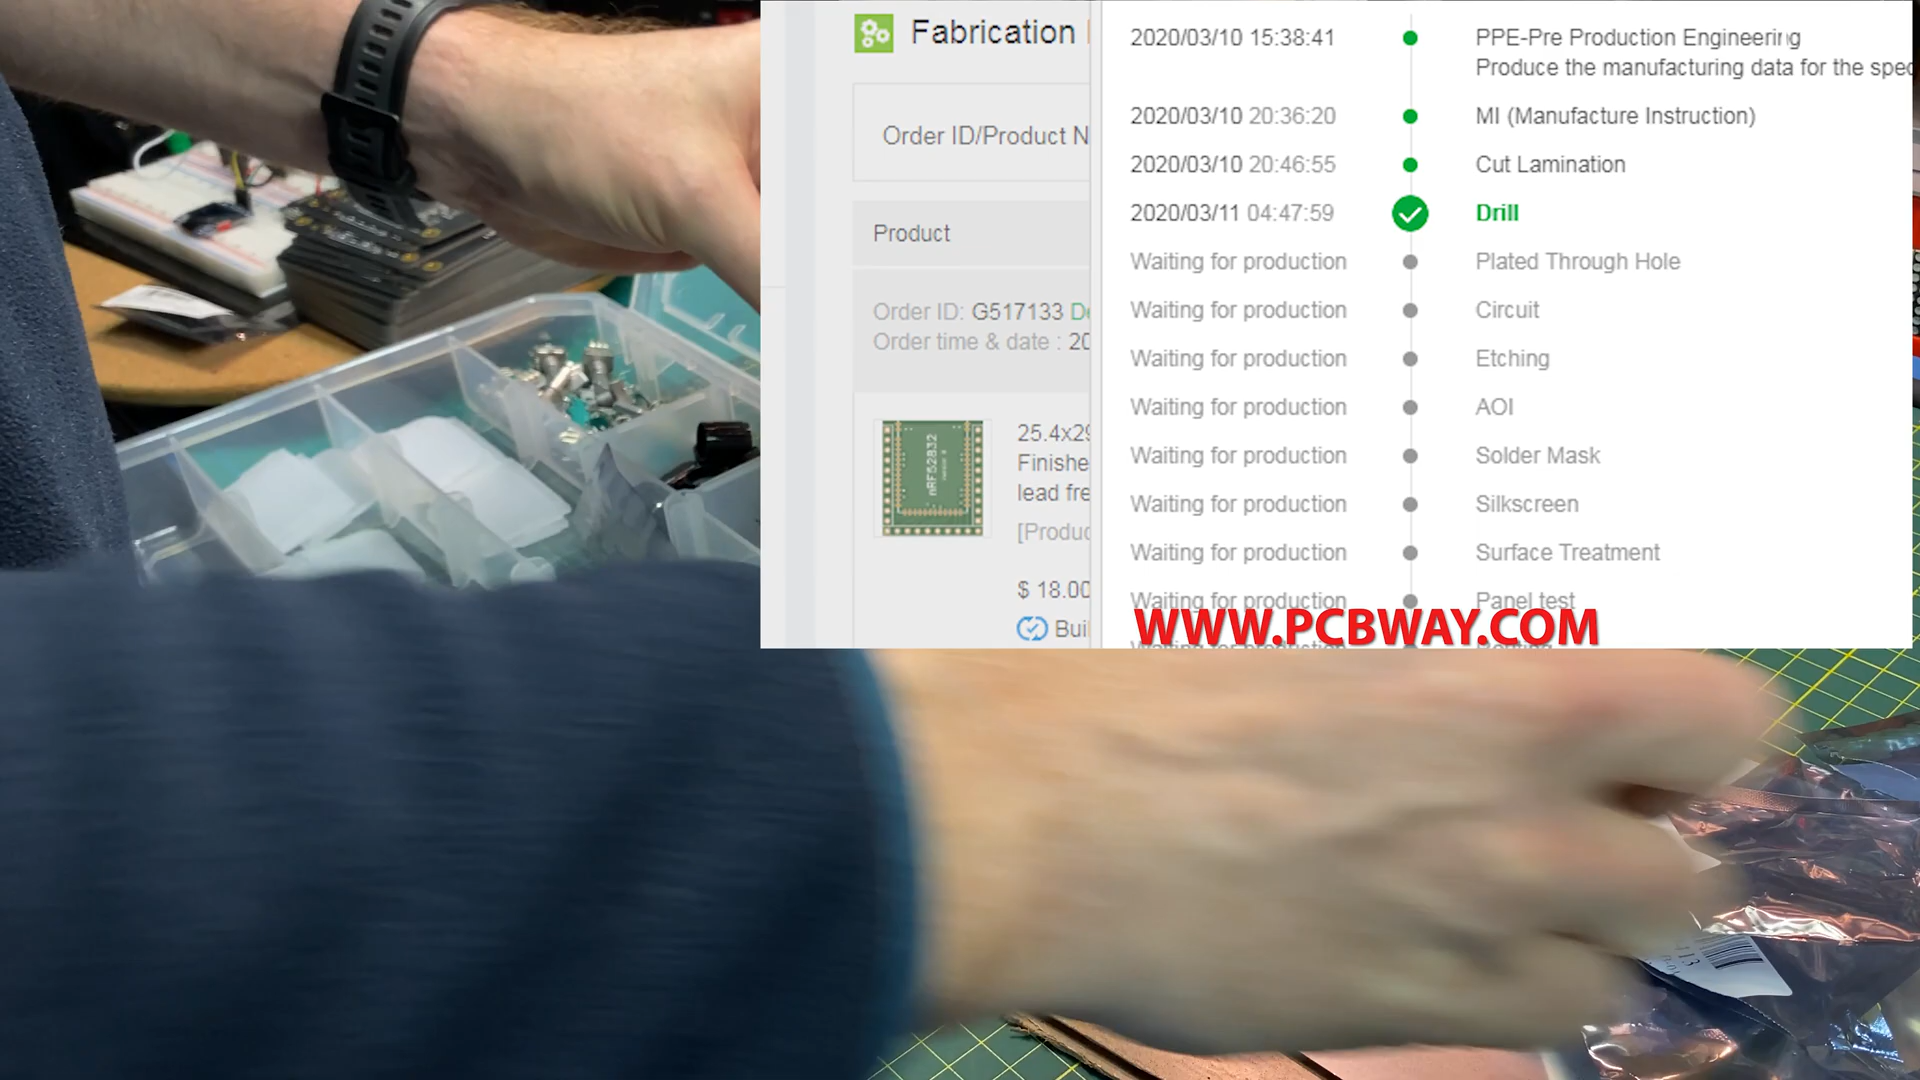 Fabrication
Order ID/Product N
Product
Order ID: G517133 De
Order time & date : 20
nRF52832
25.4x29
Finishe
lead fre
[Produc
$ 18.00
Buil
2020/03/10 15:38:41 PPE-Pre Production Engineering
Produce the manufacturing data for the spec
2020/03/10 20:36:20 MI (Manufacture Instruction)
2020/03/10 20:46:55 Cut Lamination
2020/03/11 04:47:59 Drill
Waiting for production Plated Through Hole
Waiting for production Circuit
Waiting for production Etching
Waiting for production AOI
Waiting for production Solder Mask
Waiting for production Silkscreen
Waiting for production Surface Treatment
Waiting for production Panel test
WWW.PCBWAY.COM